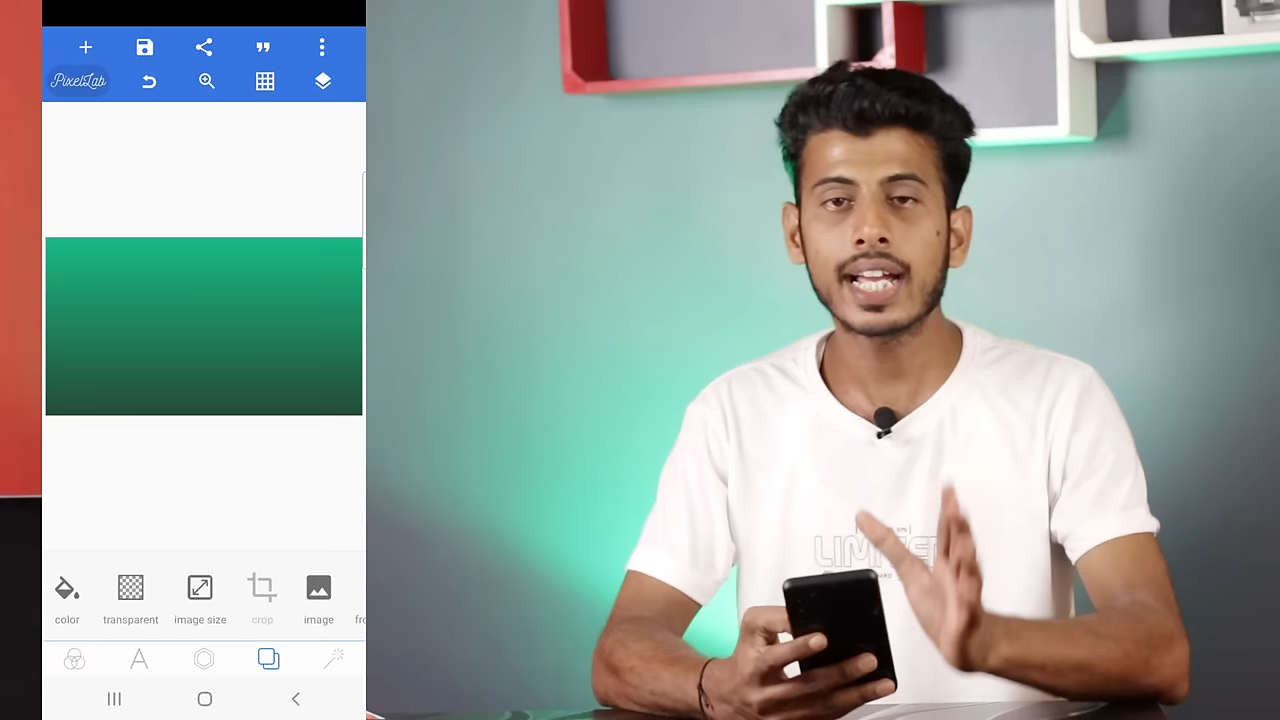 PixelLab
color
transparent
image size
crop
image